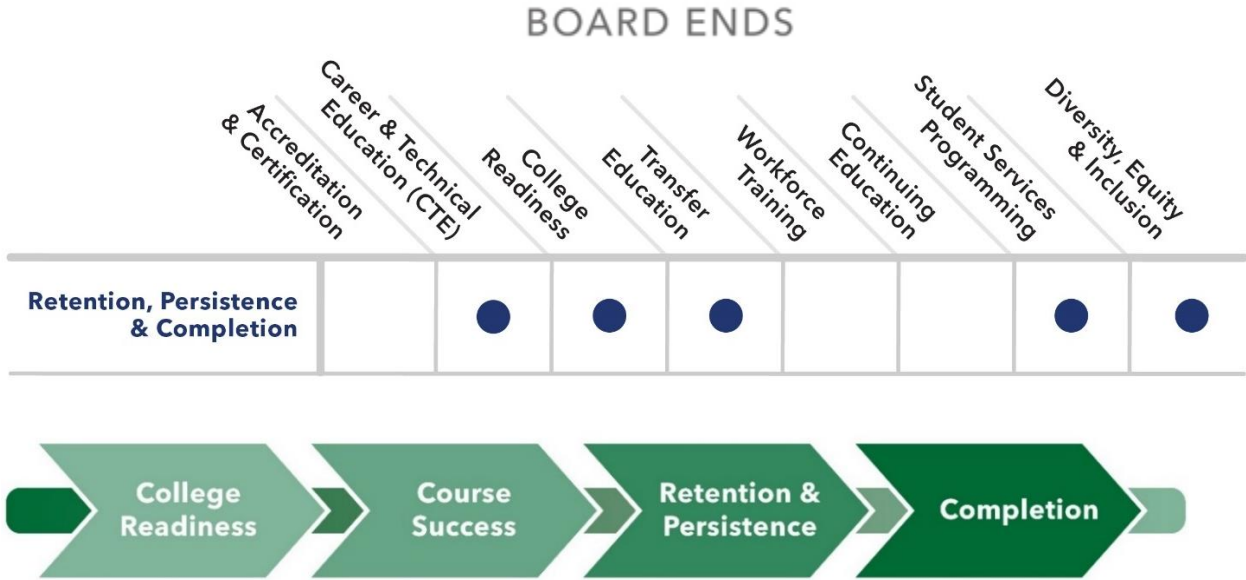 BOARD ENDS
Accreditation
& Certification
Career & Technical
Education (CTE)
College
Readiness
Transfer
Education
Workforce
Training
Continuing
Education
Student Services
Programming
Diversity, Equity
& Inclusion
Retention, Persistence
& Completion
College
Readiness
Course
Success
Retention &
Persistence
Completion